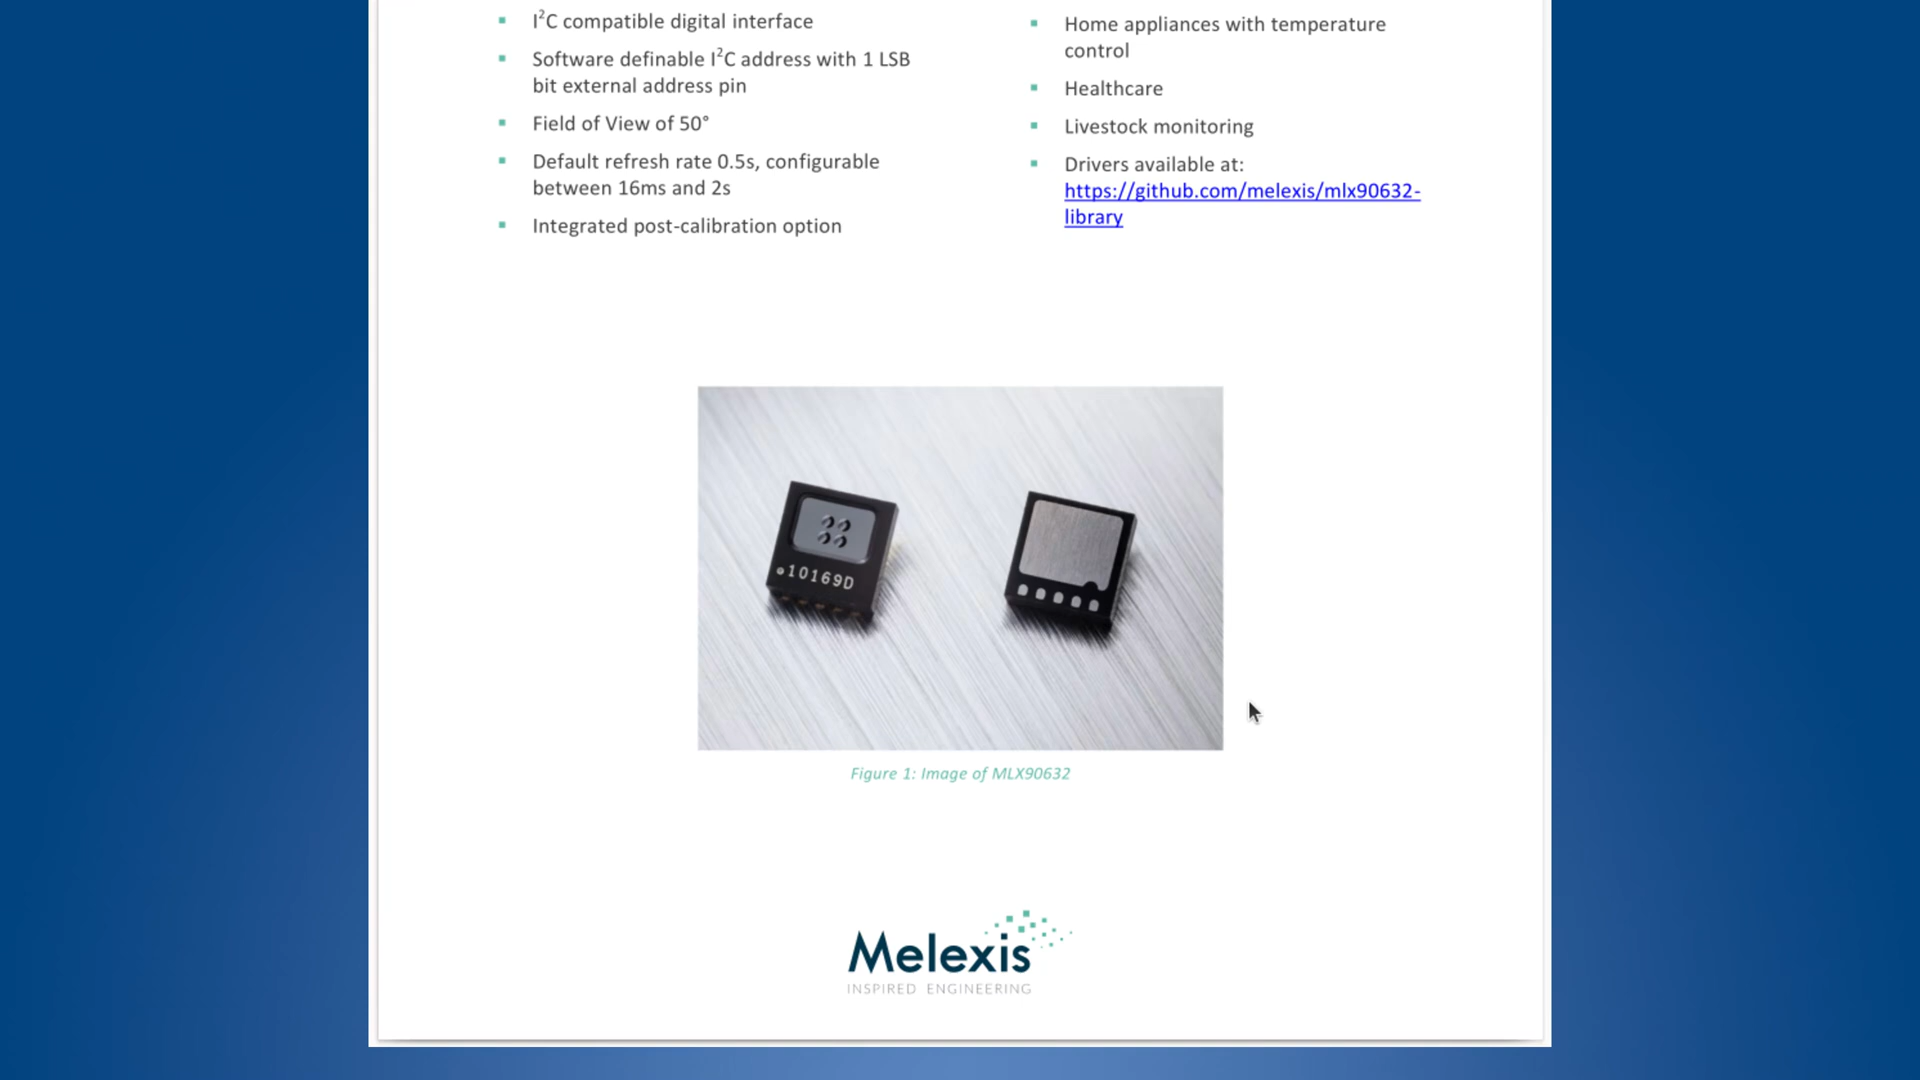 I²C compatible digital interface
Software definable I²C address with 1 LSB
bit external address pin
Field of View of 50°
Default refresh rate 0.5s, configurable
between 16ms and 2s
Integrated post-calibration option
Home appliances with temperature
control
Healthcare
Livestock monitoring
Drivers available at:
https://github.com/melexis/mlx90632-
library
10169D
Figure 1: Image of MLX90632
Melexis
INSPIRED ENGINEERING